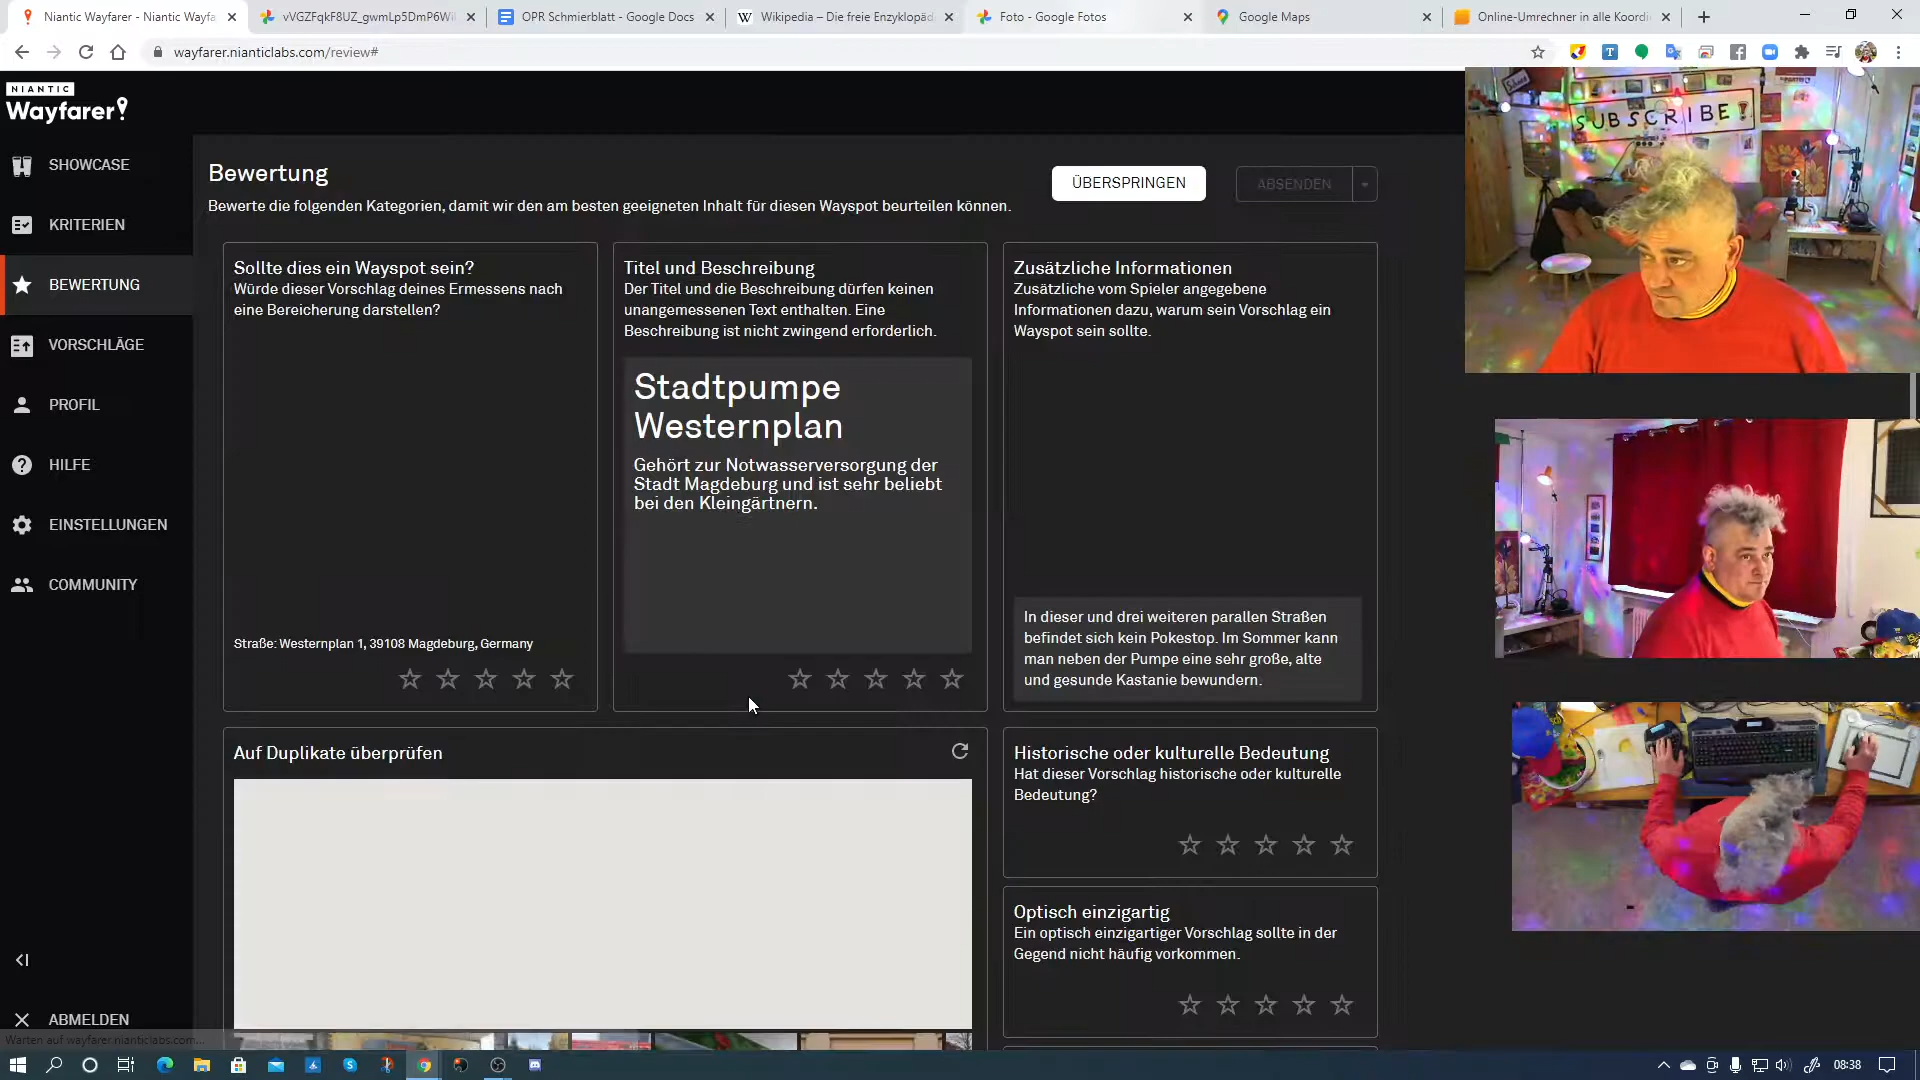 Niantic Wayfarer - Niantic Wayfa
vVGZFqkF8UZ_gwmLp5DmP6Wi
OPR Schmierblatt - Google Docs
Wikipedia – Die freie Enzyklopäd
Foto - Google Fotos
Google Maps
Online-Umrechner in alle Koordi
wayfarer.nianticlabs.com/review#
NIANTIC
Wayfarer
SHOWCASE
KRITERIEN
BEWERTUNG
VORSCHLÄGE
PROFIL
HILFE
EINSTELLUNGEN
COMMUNITY
ABMELDEN
Warten auf wayfarer.nianticlabs.com...
Bewertung
Bewerte die folgenden Kategorien, damit wir den am besten geeigneten Inhalt für diesen Wayspot beurteilen können.
ÜBERSPRINGEN
ABSENDEN
Sollte dies ein Wayspot sein?
Würde dieser Vorschlag deines Ermessens nach
eine Bereicherung darstellen?
Straße: Westernplan 1, 39108 Magdeburg, Germany
Titel und Beschreibung
Der Titel und die Beschreibung dürfen keinen
unangemessenen Text enthalten. Eine
Beschreibung ist nicht zwingend erforderlich.
Stadtpumpe
Westernplan
Gehört zur Notwasserversorgung der
Stadt Magdeburg und ist sehr beliebt
bei den Kleingärtnern.
Zusätzliche Informationen
Zusätzliche vom Spieler angegebene
Informationen dazu, warum sein Vorschlag ein
Wayspot sein sollte.
In dieser und drei weiteren parallen Straßen
befindet sich kein Pokestop. Im Sommer kann
man neben der Pumpe eine sehr große, alte
und gesunde Kastanie bewundern.
Auf Duplikate überprüfen
Historische oder kulturelle Bedeutung
Hat dieser Vorschlag historische oder kulturelle
Bedeutung?
Optisch einzigartig
Ein optisch einzigartiger Vorschlag sollte in der
Gegend nicht häufig vorkommen.
SUBSCRIBE!
08:38